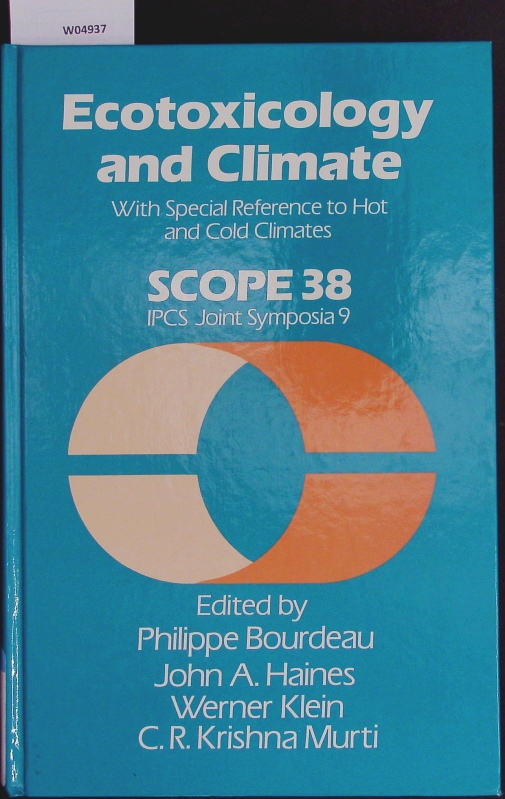 W04937
Ecotoxicology
and Climate
With Special Reference to Hot
and Cold Climates
SCOPE 38
IPCS Joint Symposia 9
Edited by
Philippe Bourdeau
John A. Haines
Werner Klein
C. R. Krishna Murti